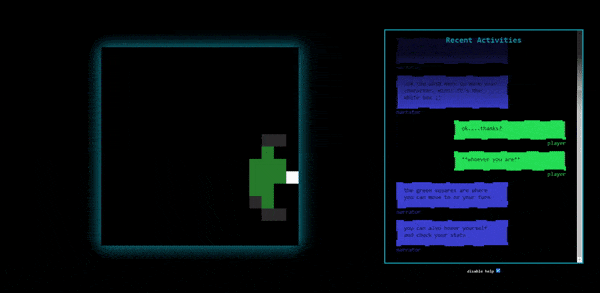 Recent Activities
narrator
ok....thanks?
player
**whoever you are**
player
the green squares are where
you can move to on your turn
narrator
you can also hover yourself
and check your stats
narrator
disable help